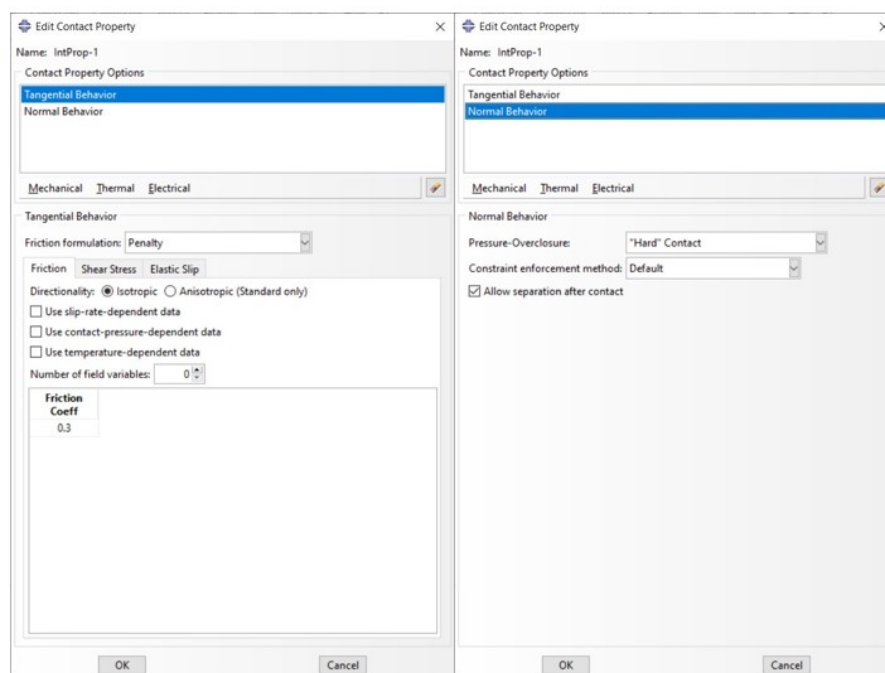 Edit Contact Property
Name: IntProp-1
Contact Property Options
Tangential Behavior
Normal Behavior
Mechanical Thermal Electrical
Tangential Behavior
Friction formulation: Penalty
Friction Shear Stress Elastic Slip
Directionality: Isotropic Anisotropic (Standard only)
Use slip-rate-dependent data
Use contact-pressure-dependent data
Use temperature-dependent data
Number of field variables: 0
Friction
Coeff
0.3
OK Cancel
Edit Contact Property
Name: IntProp-1
Contact Property Options
Tangential Behavior
Normal Behavior
Mechanical Thermal Electrical
Normal Behavior
Pressure-Overclosure: "Hard" Contact
Constraint enforcement method: Default
Allow separation after contact
OK Cancel